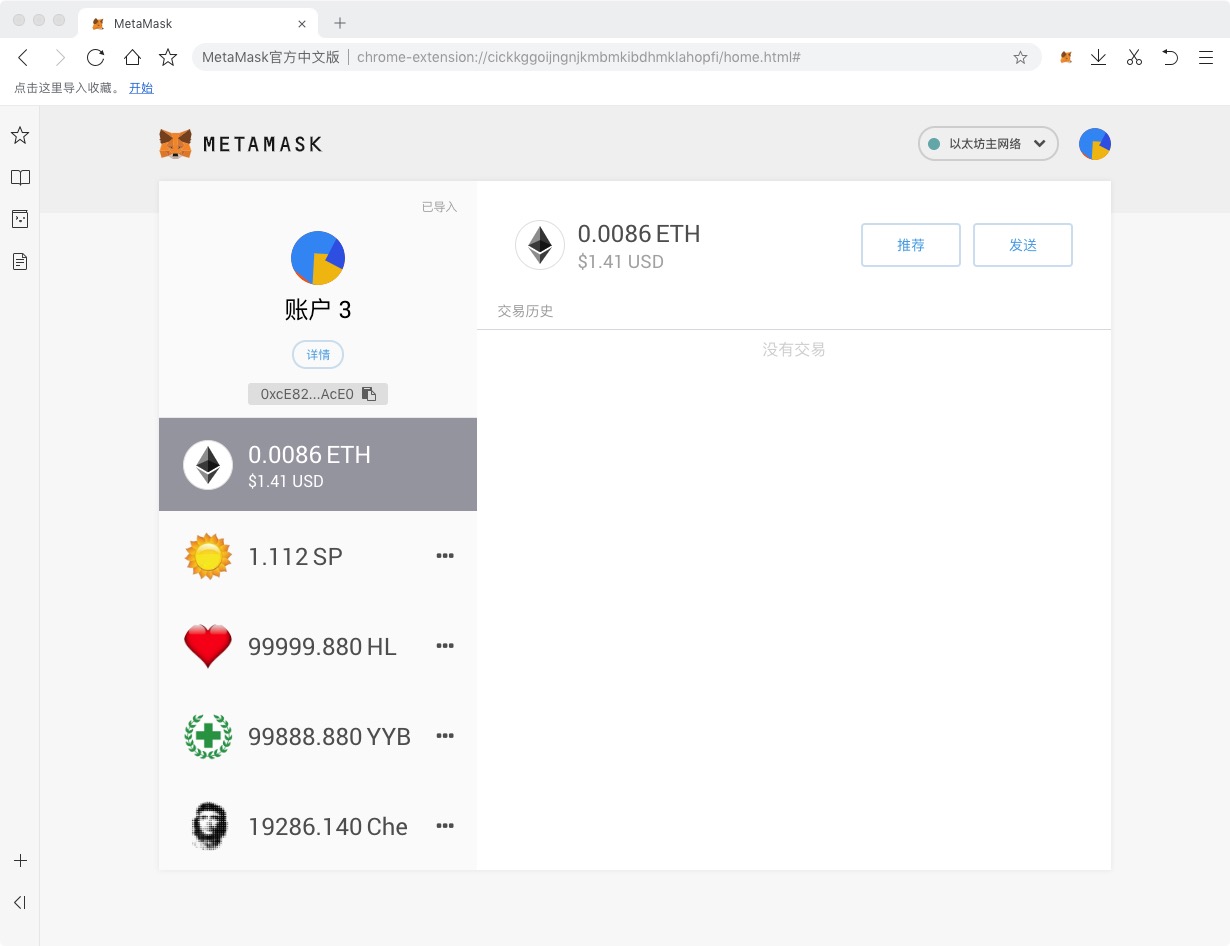 MetaMask
MetaMask官方中文版 chrome-extension://cickkggoijngnjkmbmkibdhmklahopfi/home.html#
点击这里导入收藏。 开始
METAMASK
以太坊主网络
已导入
账户 3
详情
0xcE82...AcE0
0.0086 ETH
$1.41 USD
1.112 SP
99999.880 HL
99888.880 YYB
19286.140 Che
0.0086 ETH
$1.41 USD
推荐
发送
交易历史
没有交易